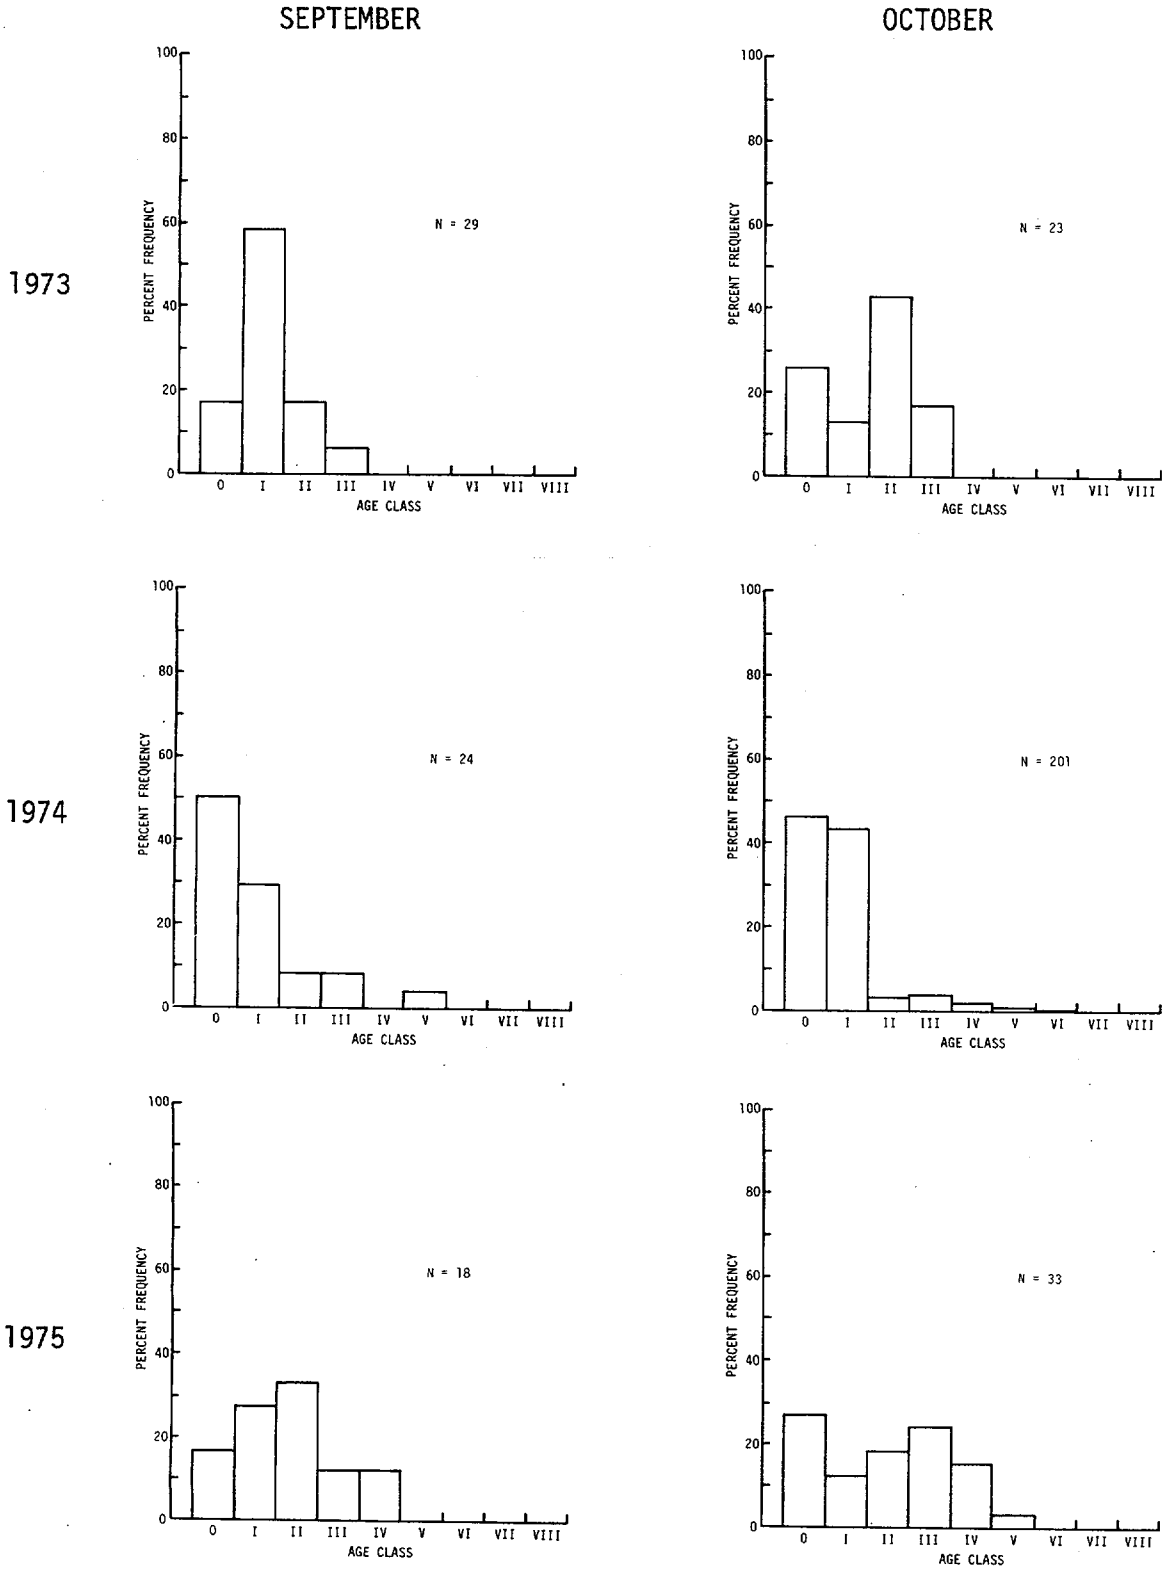 SEPTEMBER
OCTOBER
1973
PERCENT FREQUENCY
100
80
60
40
20
0
N = 29
0 I II III IV V VI VII VIII
AGE CLASS
PERCENT FREQUENCY
100
80
60
40
20
0
N = 23
0 I II III IV V VI VII VIII
AGE CLASS
1974
PERCENT FREQUENCY
100
80
60
40
20
0
N = 24
0 I II III IV V VI VII VIII
AGE CLASS
PERCENT FREQUENCY
100
80
60
40
20
0
N = 201
0 I II III IV V VI VII VIII
AGE CLASS
1975
PERCENT FREQUENCY
100
80
60
40
20
0
N = 18
0 I II III IV V VI VII VIII
AGE CLASS
PERCENT FREQUENCY
100
80
60
40
20
0
N = 33
0 I II III IV V VI VII VIII
AGE CLASS